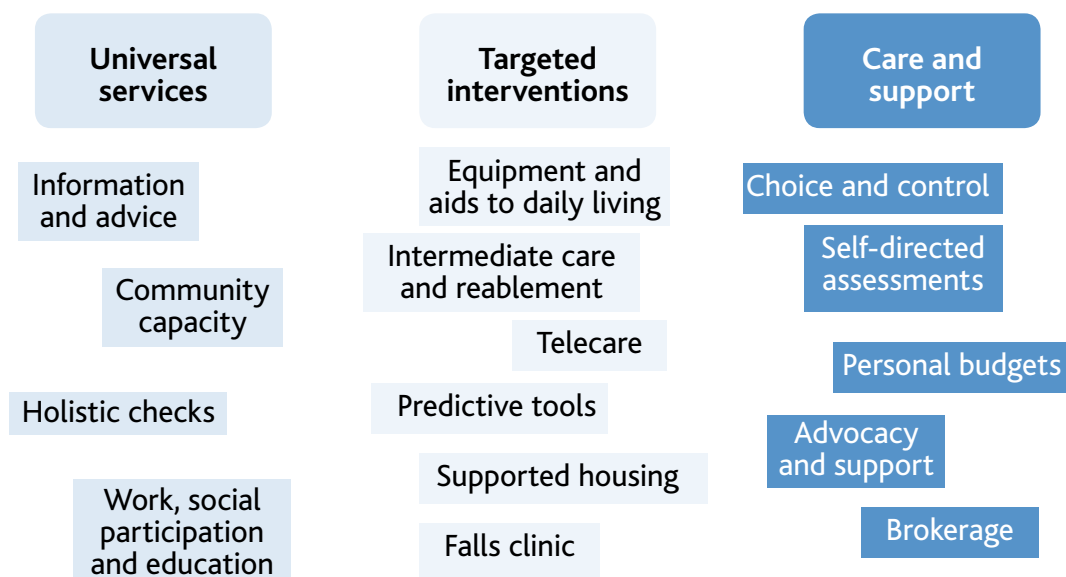 Universal
services
Information
and advice
Community
capacity
Holistic checks
Work, social
participation
and education
Targeted
interventions
Equipment and
aids to daily living
Intermediate care
and reablement
Telecare
Predictive tools
Supported housing
Falls clinic
Care and
support
Choice and control
Self-directed
assessments
Personal budgets
Advocacy
and support
Brokerage